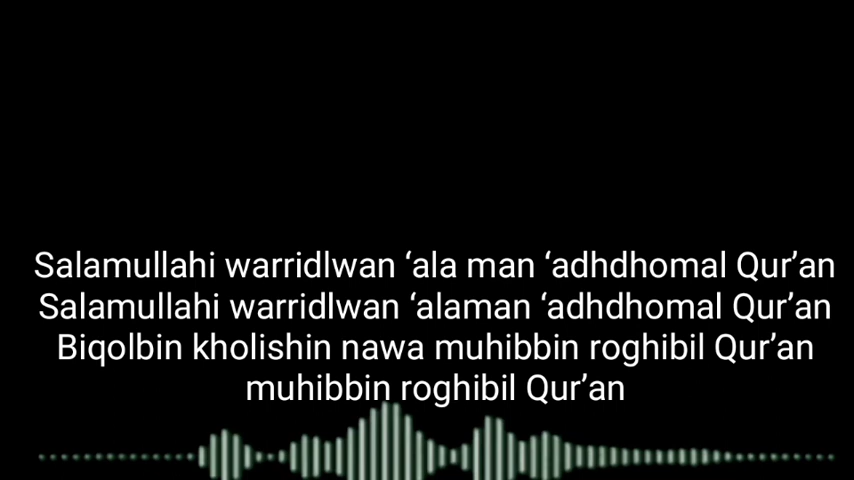 Salamullahi warridlwan ‘ala man ‘adhdhomal Qur’an
Salamullahi warridlwan ‘alaman ‘adhdhomal Qur’an
Biqolbin kholishin nawa muhibbin roghibil Qur’an
muhibbin roghibil Qur’an